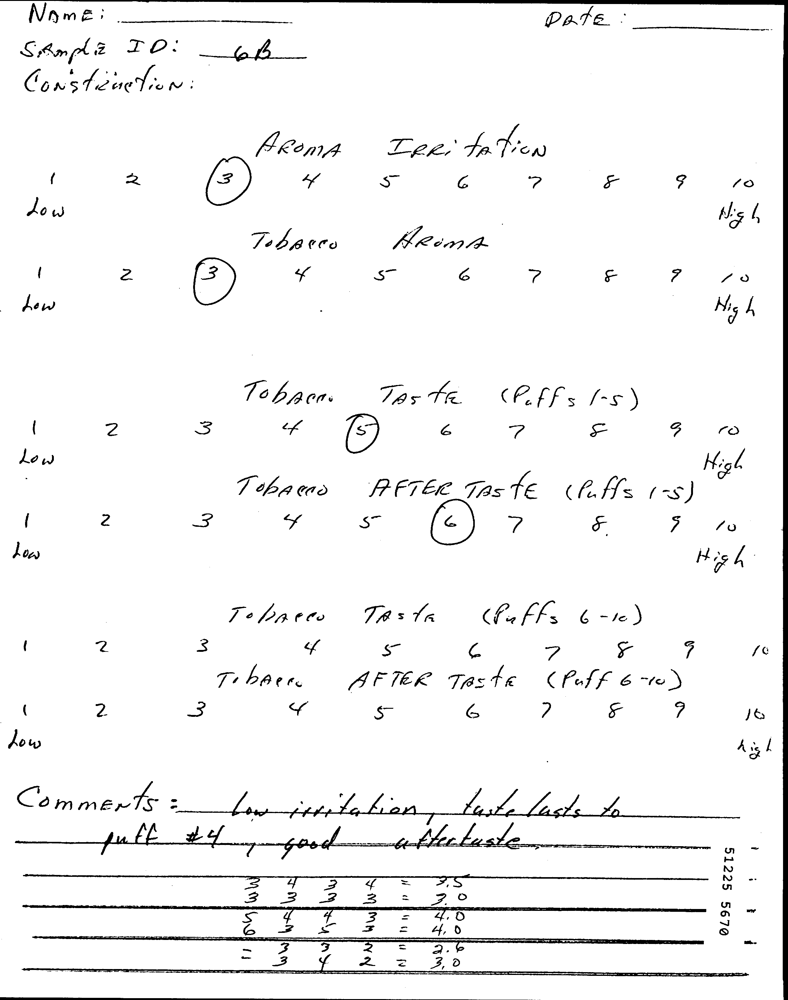 NAME:
DATE:
SAMPLE ID: 6B
CONSTRUCTION:
AROMA IRRITATION
1 2 3 4 5 6 7 8 9 10
Low High
TOBACCO AROMA
1 2 3 4 5 6 7 8 9 10
Low High
TOBACCO TASTE (Puffs 1-5)
1 2 3 4 5 6 7 8 9 10
Low High
TOBACCO AFTER TASTE (Puffs 1-5)
1 2 3 4 5 6 7 8 9 10
Low High
TOBACCO TASTE (Puffs 6-10)
1 2 3 4 5 6 7 8 9 10
TOBACCO AFTER TASTE (Puff 6-10)
1 2 3 4 5 6 7 8 9 10
Low high
COMMENTS: Low irritation, taste lasts to
puff #4, good aftertaste.
3 4 3 4 = 3.5
3 3 3 3 = 3.0
5 4 4 3 = 4.0
6 3 5 3 = 4.0
= 3 3 2 = 2.6
= 3 4 2 = 3.0
51225 5670